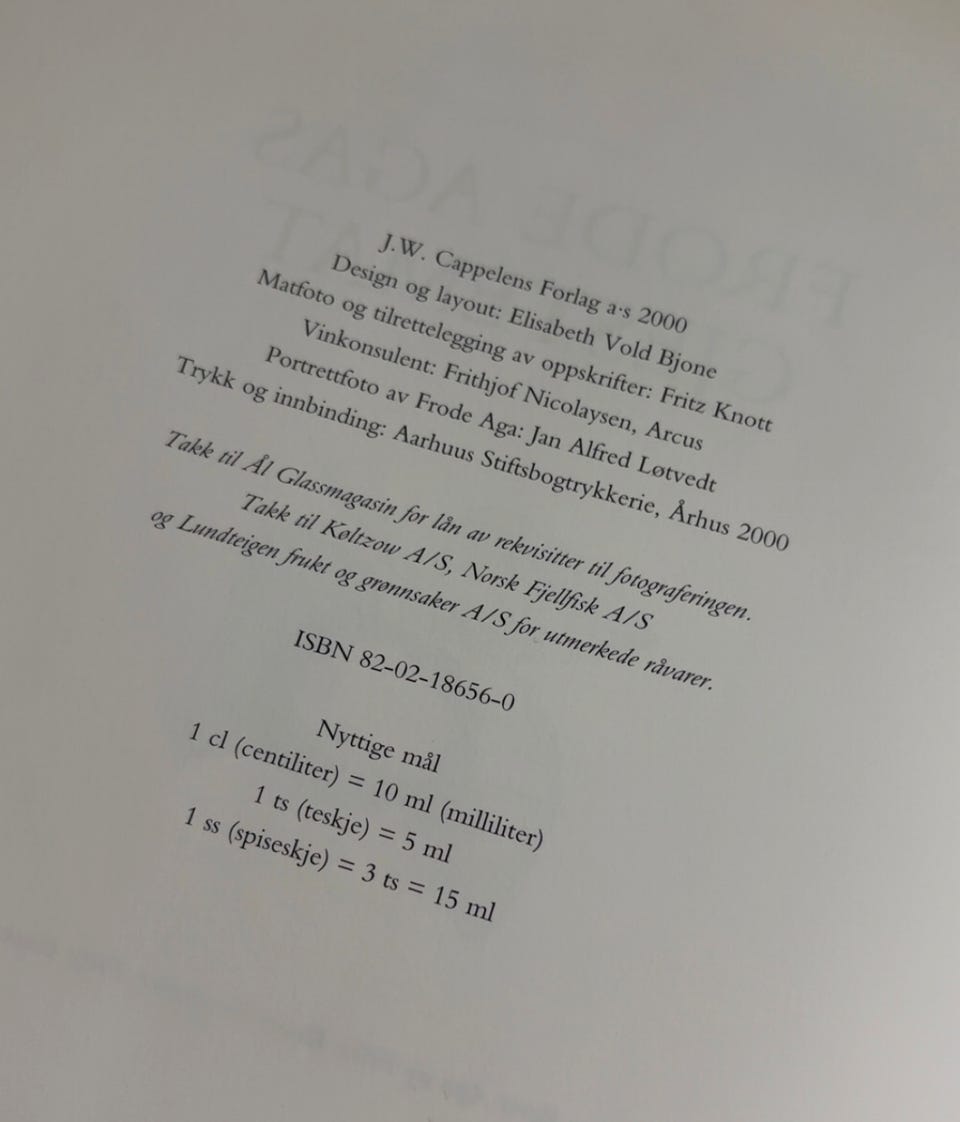 J.W. Cappelens Forlag a·s 2000
Design og layout: Elisabeth Vold Bjone
Matfoto og tilrettelegging av oppskrifter: Fritz Knott
Vinkonsulent: Frithjof Nicolaysen, Arcus
Portrettfoto av Frode Aga: Jan Alfred Løtvedt
Trykk og innbinding: Aarhuus Stiftsbogtrykkerie, Århus 2000
Takk til Ål Glassmagasin for lån av rekvisitter til fotograferingen.
Takk til Køltzow A/S, Norsk Fjellfisk A/S
og Lundteigen frukt og grønnsaker A/S for utmerkede råvarer.
ISBN 82-02-18656-0
Nyttige mål
1 cl (centiliter) = 10 ml (milliliter)
1 ts (teskje) = 5 ml
1 ss (spiseskje) = 3 ts = 15 ml